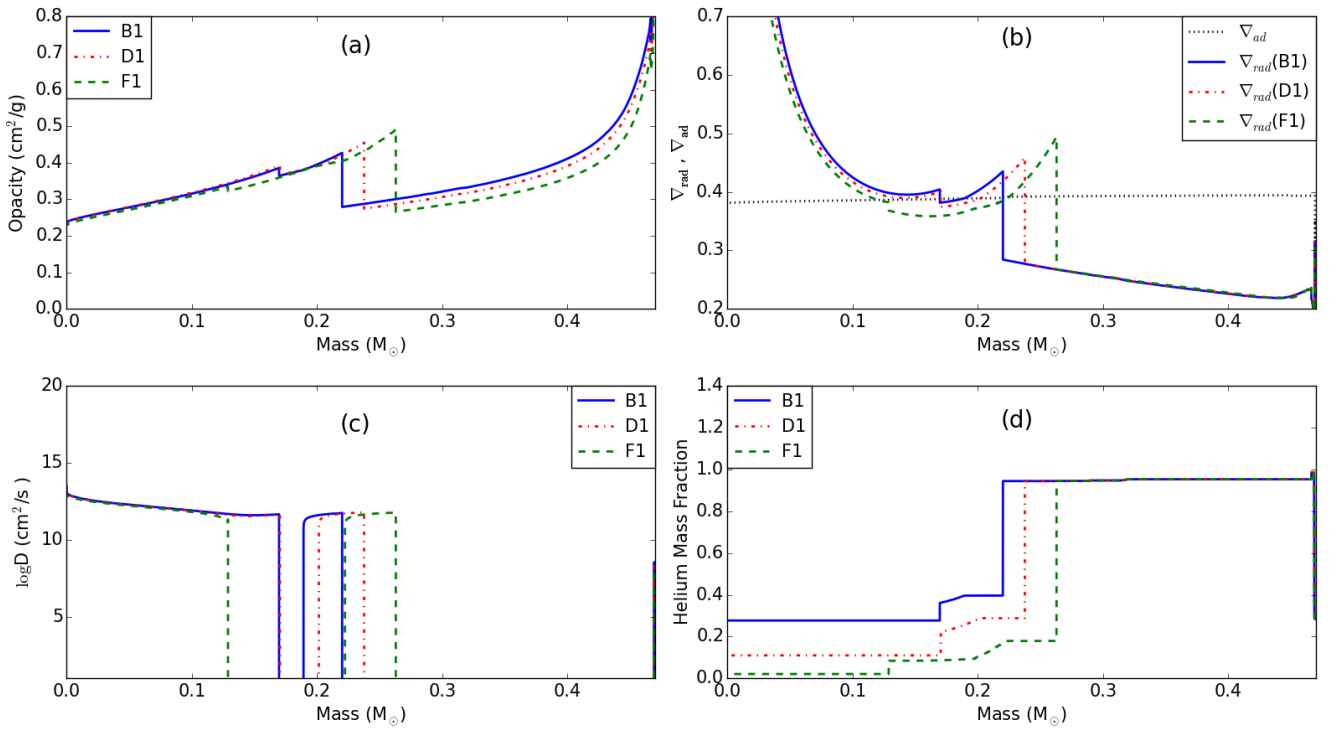 (a)
B1
D1
F1
Opacity (cm²/g)
0.8
0.7
0.6
0.5
0.4
0.3
0.2
0.1
0.0
0.0 0.1 0.2 0.3 0.4
Mass (M☉)
(b)
∇ad
∇rad(B1)
∇rad(D1)
∇rad(F1)
∇rad , ∇ad
0.7
0.6
0.5
0.4
0.3
0.2
0.0 0.1 0.2 0.3 0.4
Mass (M☉)
(c)
B1
D1
F1
logD (cm²/s )
20
15
10
5
0.0 0.1 0.2 0.3 0.4
Mass (M☉)
(d)
B1
D1
F1
Helium Mass Fraction
1.4
1.2
1.0
0.8
0.6
0.4
0.2
0.0
0.0 0.1 0.2 0.3 0.4
Mass (M☉)